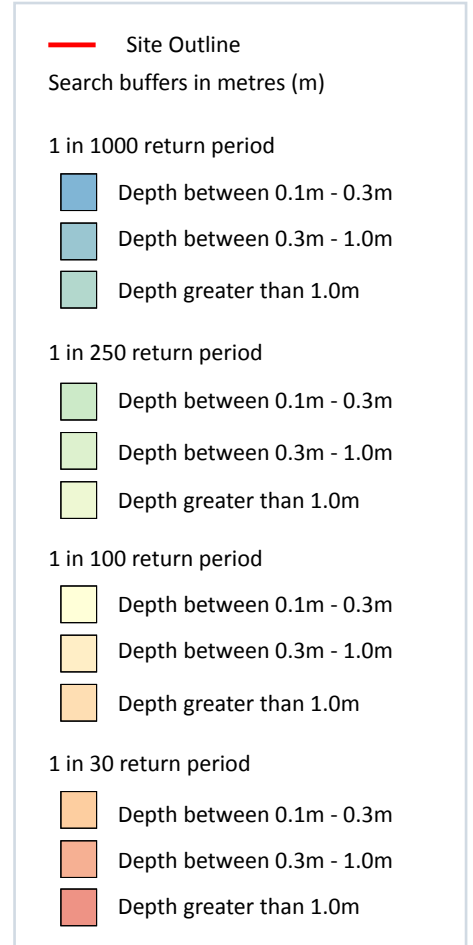 Site Outline
Search buffers in metres (m)
1 in 1000 return period
Depth between 0.1m - 0.3m
Depth between 0.3m - 1.0m
Depth greater than 1.0m
1 in 250 return period
Depth between 0.1m - 0.3m
Depth between 0.3m - 1.0m
Depth greater than 1.0m
1 in 100 return period
Depth between 0.1m - 0.3m
Depth between 0.3m - 1.0m
Depth greater than 1.0m
1 in 30 return period
Depth between 0.1m - 0.3m
Depth between 0.3m - 1.0m
Depth greater than 1.0m